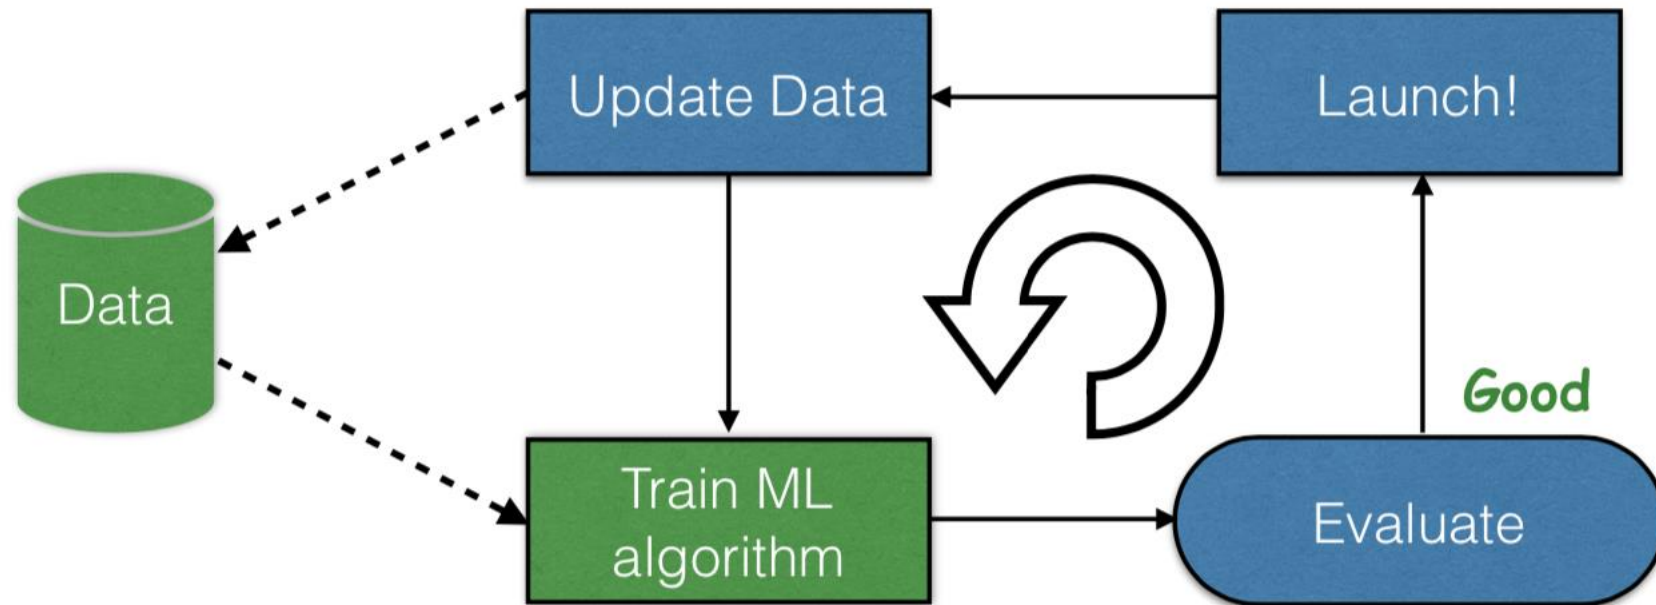 Update Data
Launch!
Data
Good
Train ML
algorithm
Evaluate